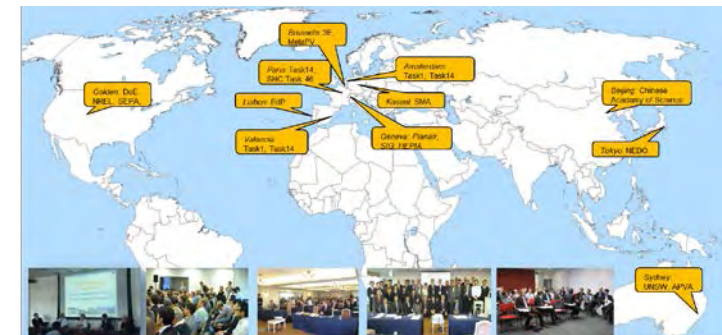 Brussels: 3E,
MetaPV
Paris: Task14,
SHC Task 46
Amsterdam:
Task1, Task14
Golden: DoE,
NREL, SEPA,
Lisbon: EdP
Kassel: SMA
Beijing: Chinese
Academy of Science
Valencia:
Task1, Task14
Geneva: Planair,
SIG, HEPIA
Tokyo: NEDO
Sydney:
UNSW, APVA